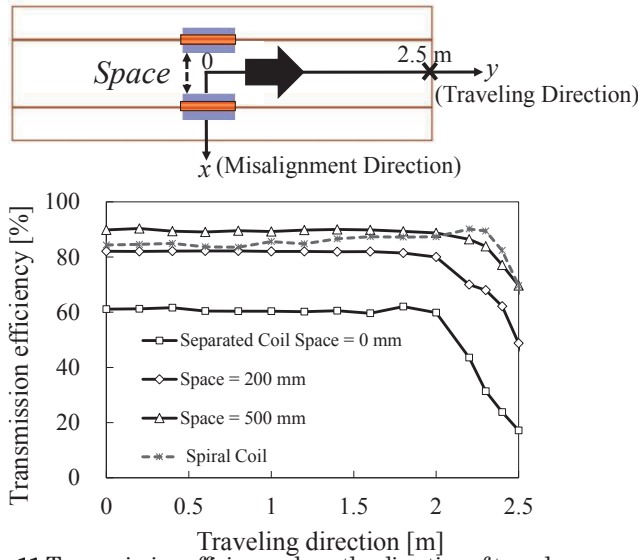 0
2.5 m
Space
y
(Traveling Direction)
x (Misalignment Direction)
Transmission efficiency [%]
100
80
60
40
20
0
Separated Coil Space = 0 mm
Space = 200 mm
Space = 500 mm
Spiral Coil
0 0.5 1 1.5 2 2.5
Traveling direction [m]